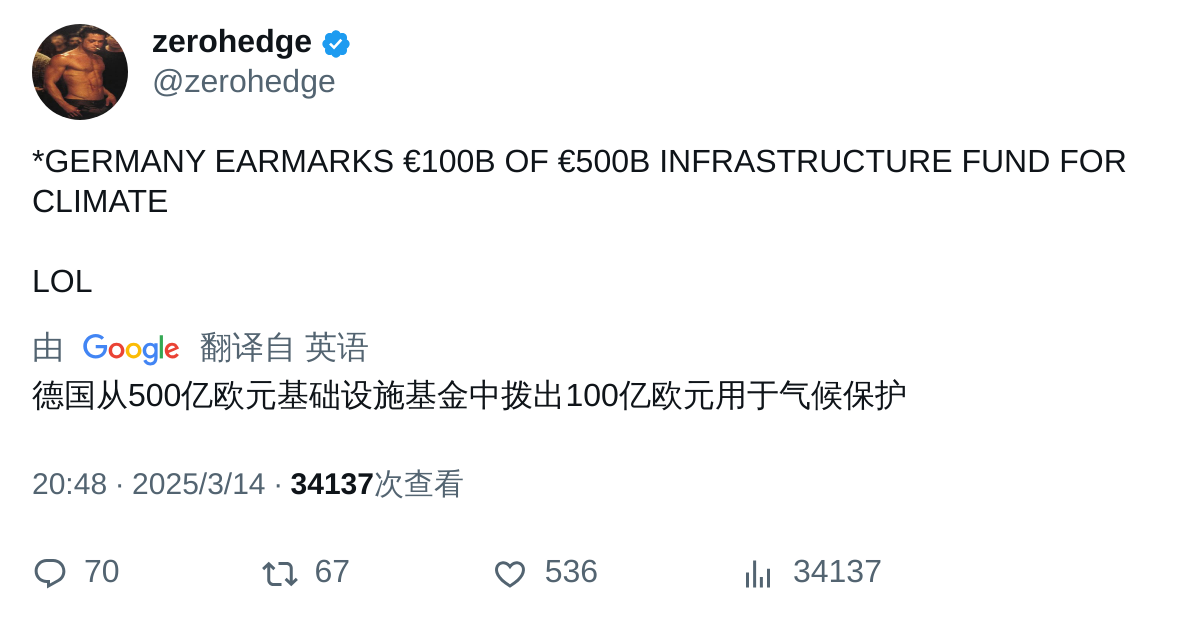 zerohedge
@zerohedge
*GERMANY EARMARKS €100B OF €500B INFRASTRUCTURE FUND FOR
CLIMATE
LOL
由 Google 翻译自 英语
德国从500亿欧元基础设施基金中拨出100亿欧元用于气候保护
20:48 · 2025/3/14 · 34137次查看
70 67 536 34137